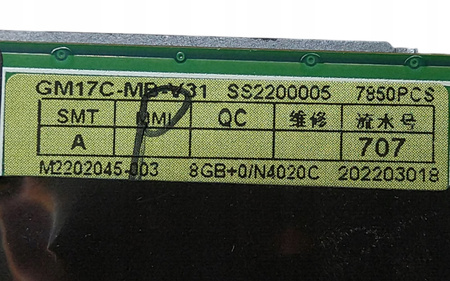 GM17C-MB-V31 SS2200005 7850PCS
SMT MMI QC 维修 流水号
A 707
M2202045-003 8GB+0/N4020C 202203018